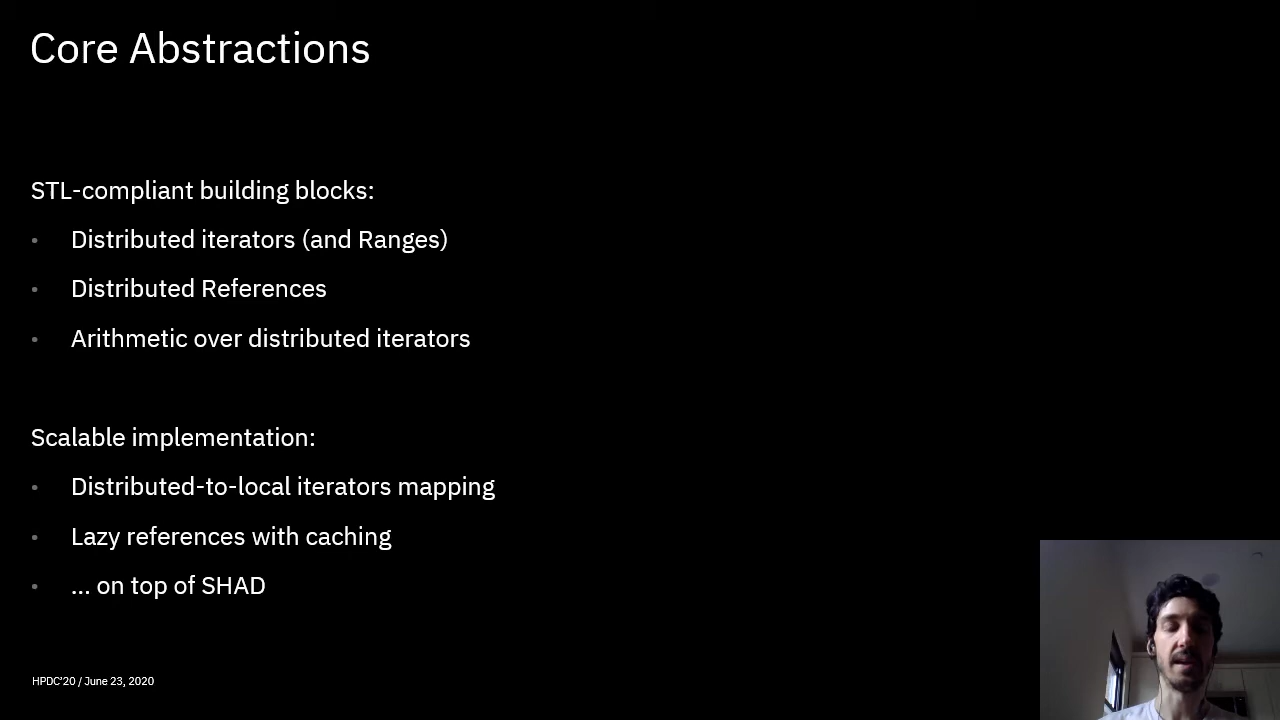 Core Abstractions
STL-compliant building blocks:
• Distributed iterators (and Ranges)
• Distributed References
• Arithmetic over distributed iterators
Scalable implementation:
• Distributed-to-local iterators mapping
• Lazy references with caching
• ... on top of SHAD
HPDC'20 / June 23, 2020